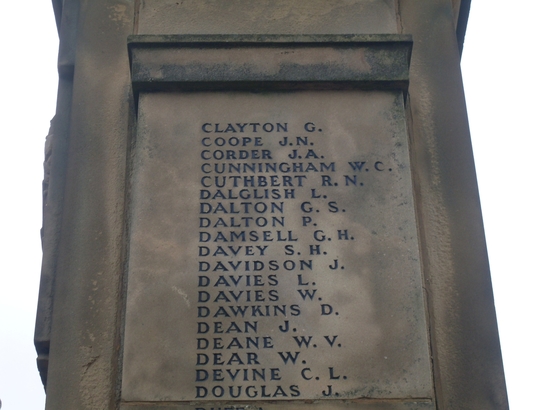 CLAYTON G.
COOPE J.N.
CORDER J.A.
CUNNINGHAM W.C.
CUTHBERT R.N.
DALGLISH L.
DALTON G.S.
DALTON P.
DAMSELL G.H.
DAVEY S.H.
DAVIDSON J.
DAVIES L.
DAVIES W.
DAWKINS D.
DEAN J.
DEANE W.V.
DEAR W.
DEVINE C.L.
DOUGLAS J.